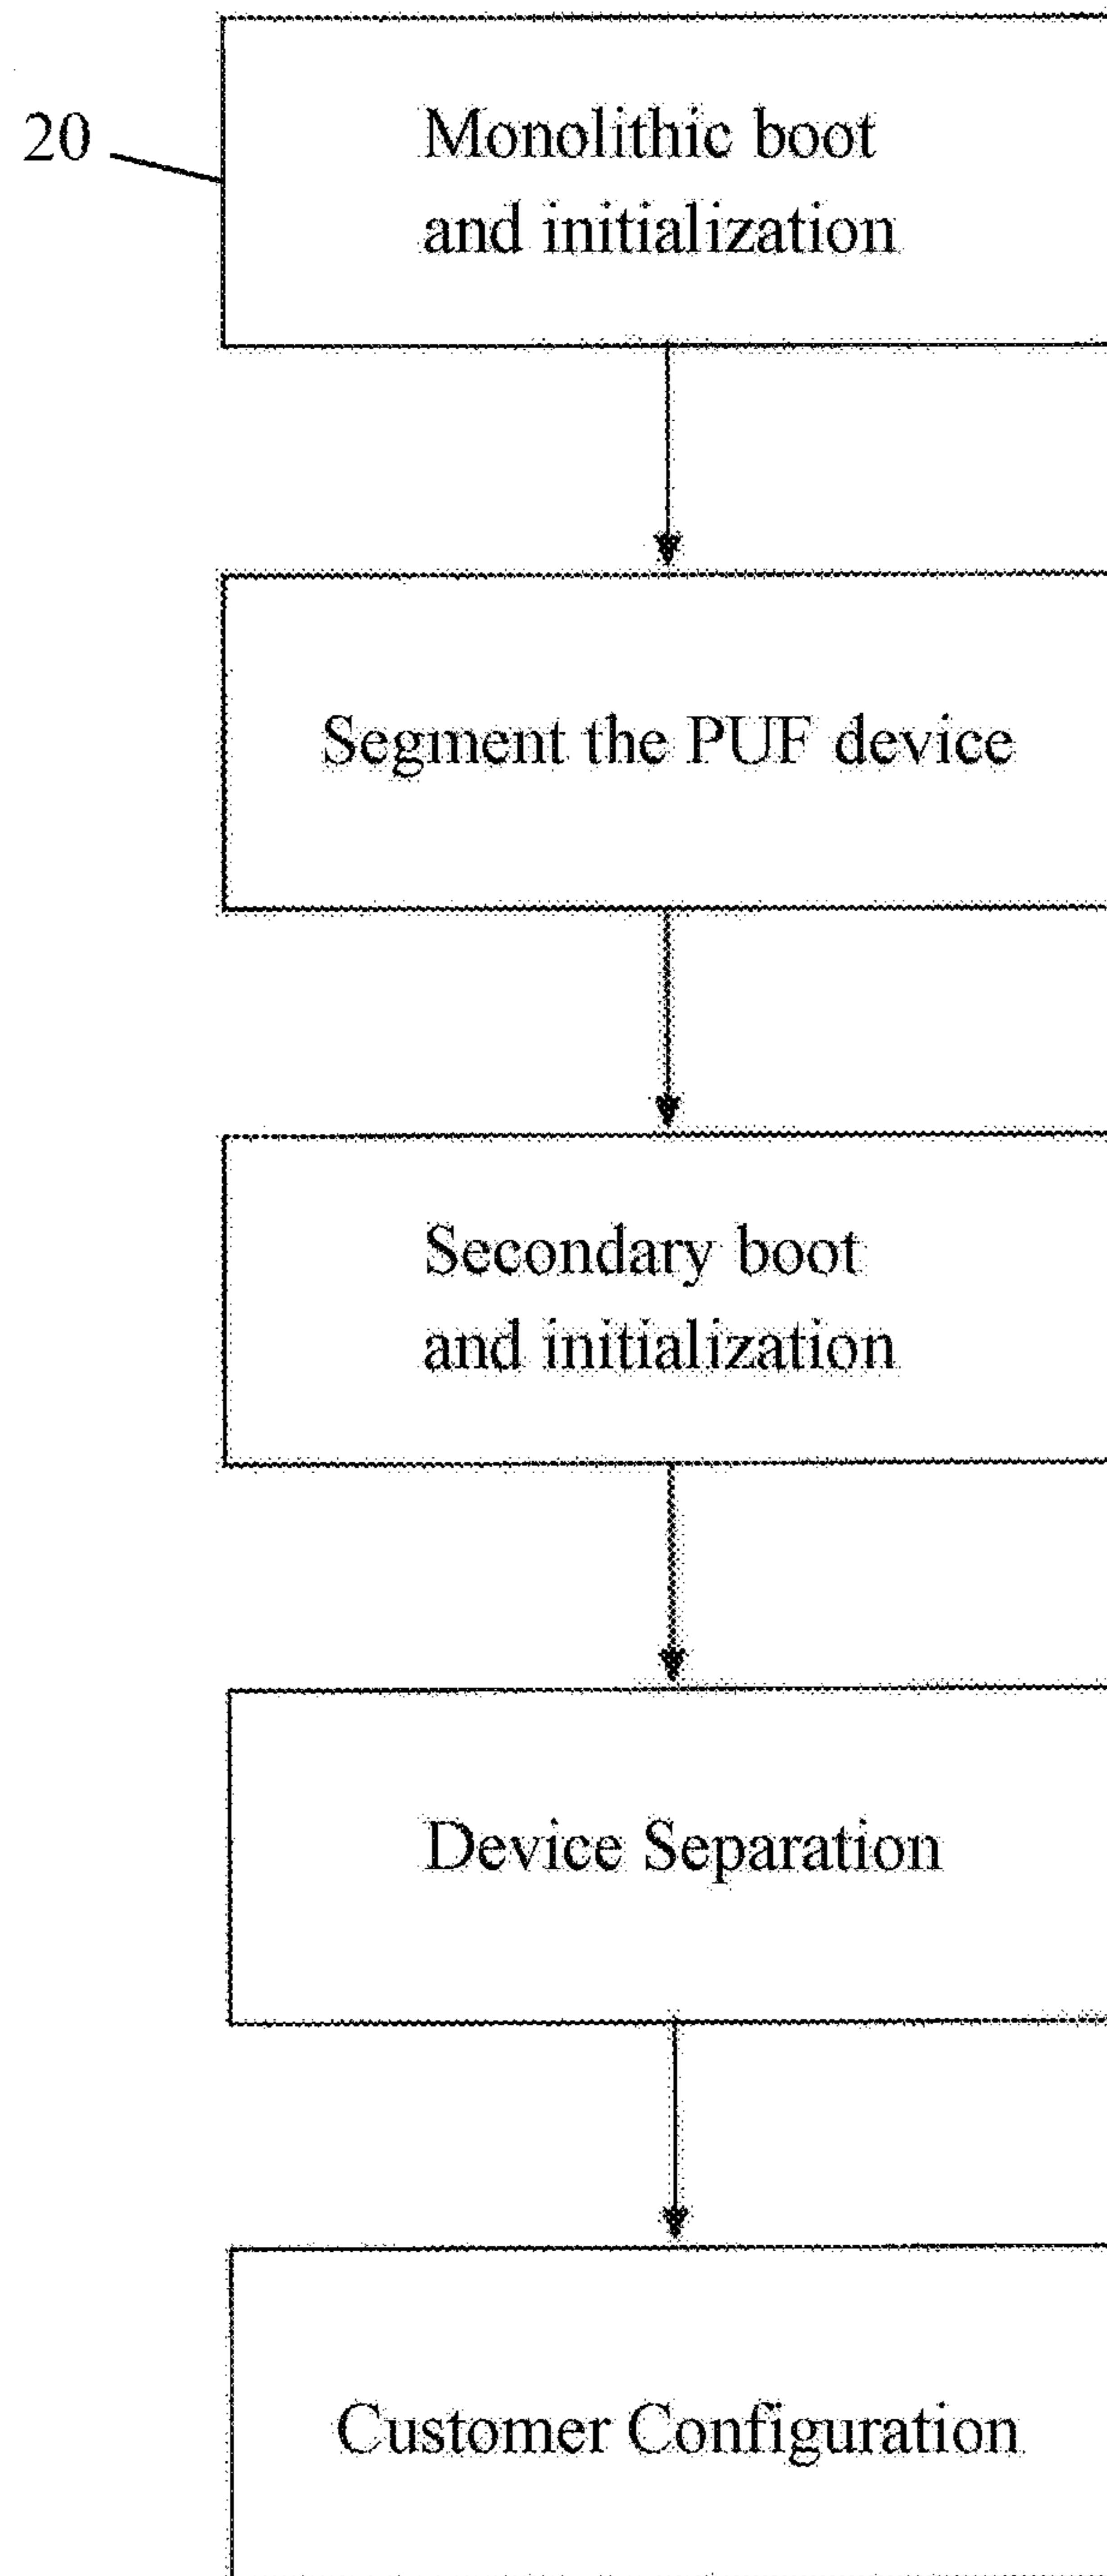 20
Monolithic boot
and initialization
Segment the PUF device
Secondary boot
and initialization
Device Separation
Customer Configuration